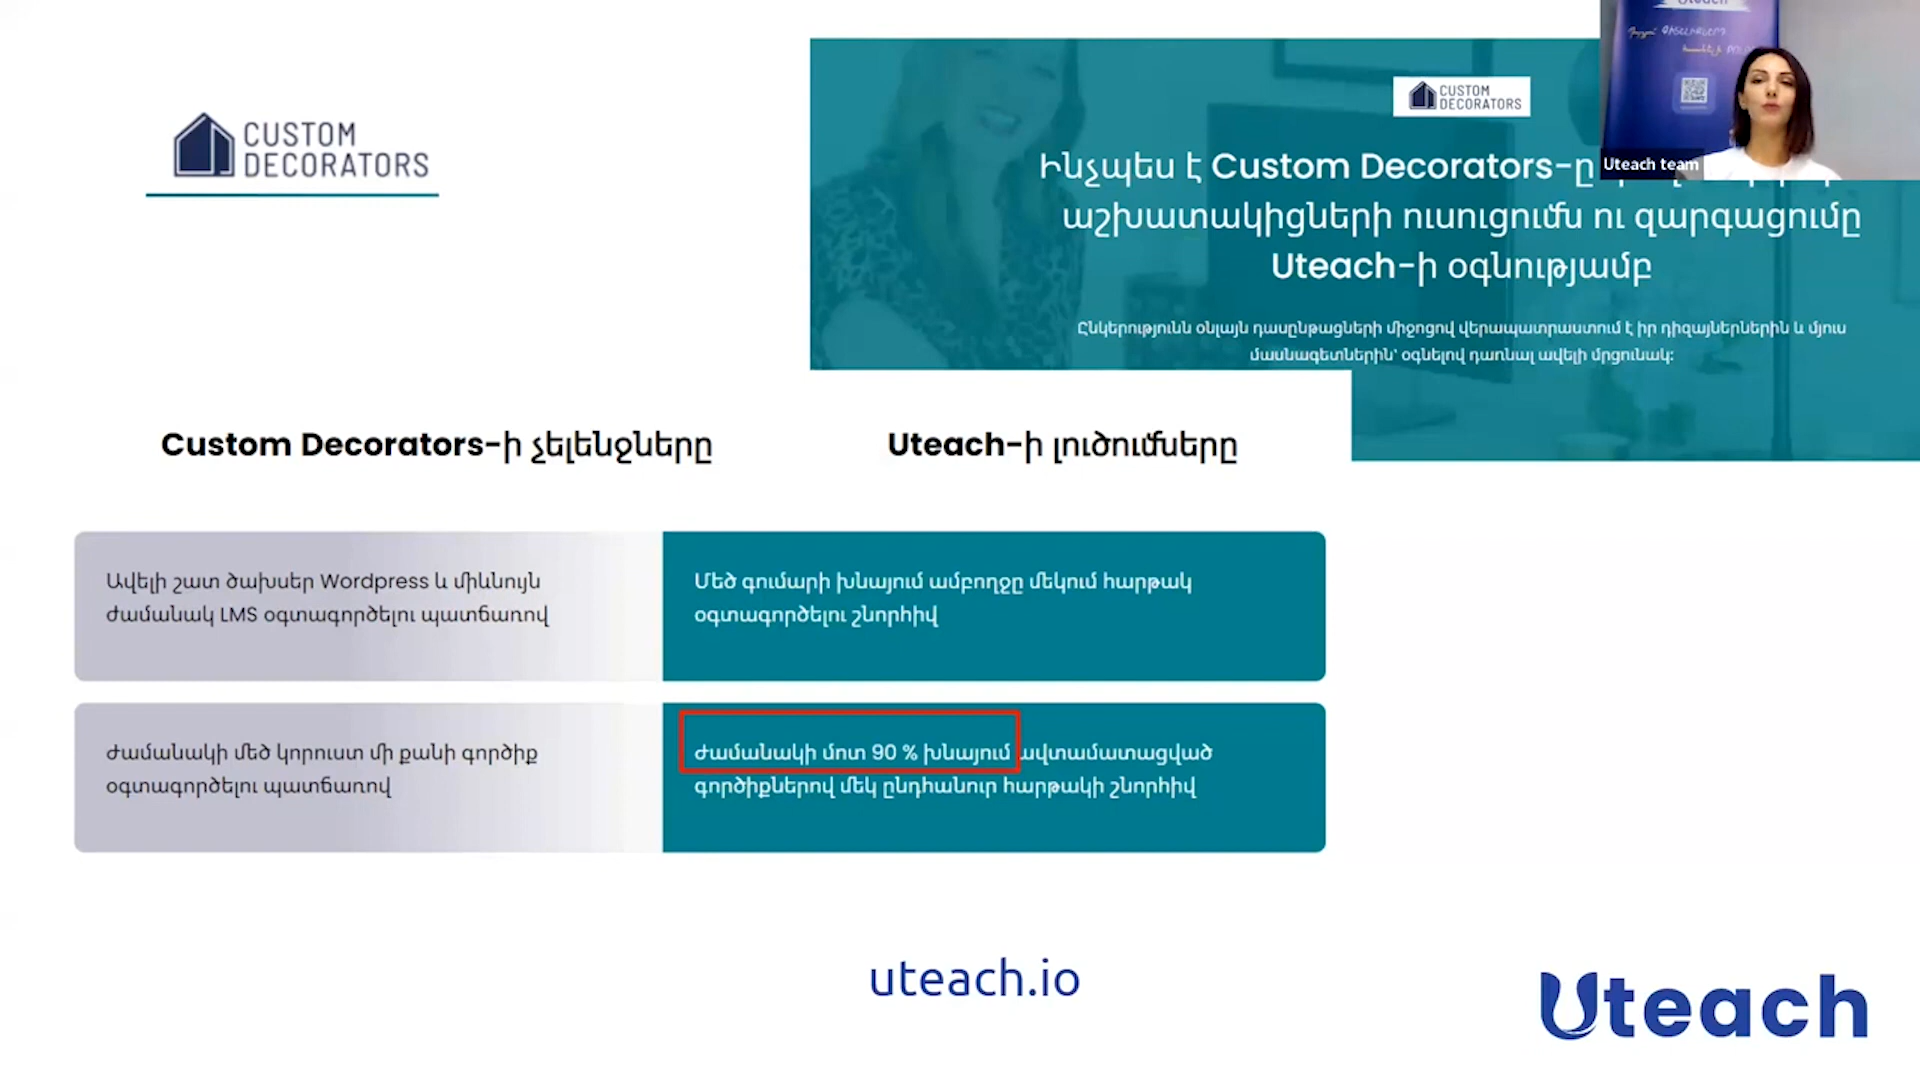 CUSTOM
DECORATORS
CUSTOM
DECORATORS
Ինչպես է Custom Decorators-ը
աշխատակիցների ուսուցումն ու զարգացումը
Uteach-ի օգնությամբ
Ընկերությունն օնլայն դասընթացների միջոցով վերապատրաստում է իր դիզայներներին և մյուս
մասնագետներին՝ օգնելով դառնալ ավելի մրցունակ:
Uteach
Uteach team
Custom Decorators-ի չելենջները
Uteach-ի լուծումները
Ավելի շատ ծախսեր Wordpress և միևնույն
ժամանակ LMS օգտագործելու պատճառով
Մեծ գումարի խնայում ամբողջը մեկում հարթակ
օգտագործելու շնորհիվ
Ժամանակի մեծ կորուստ մի քանի գործիք
օգտագործելու պատճառով
Ժամանակի մոտ 90 % խնայում ավտամատացված
գործիքներով մեկ ընդհանուր հարթակի շնորհիվ
uteach.io
Uteach